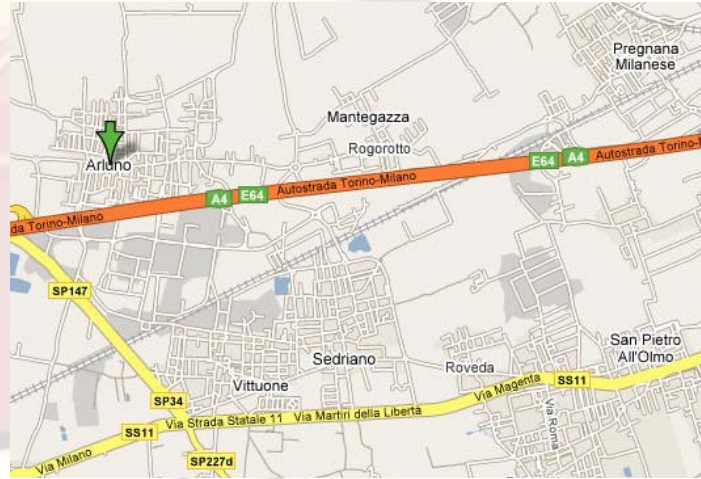 Pregnana
Milanese
Mantegazza
Rogorotto
Arluno
E64 A4 Autostrada Torino-M
A4 E64 Autostrada Torino-Milano
da Torino-Milano
SP147
San Pietro
All'Olmo
Sedriano
Roveda
Vittuone
SS11
Via Magenta
SP34
Via Strada Statale 11 Via Martiri della Libertà
Via Roma
SS11
Via Milano
SP227d